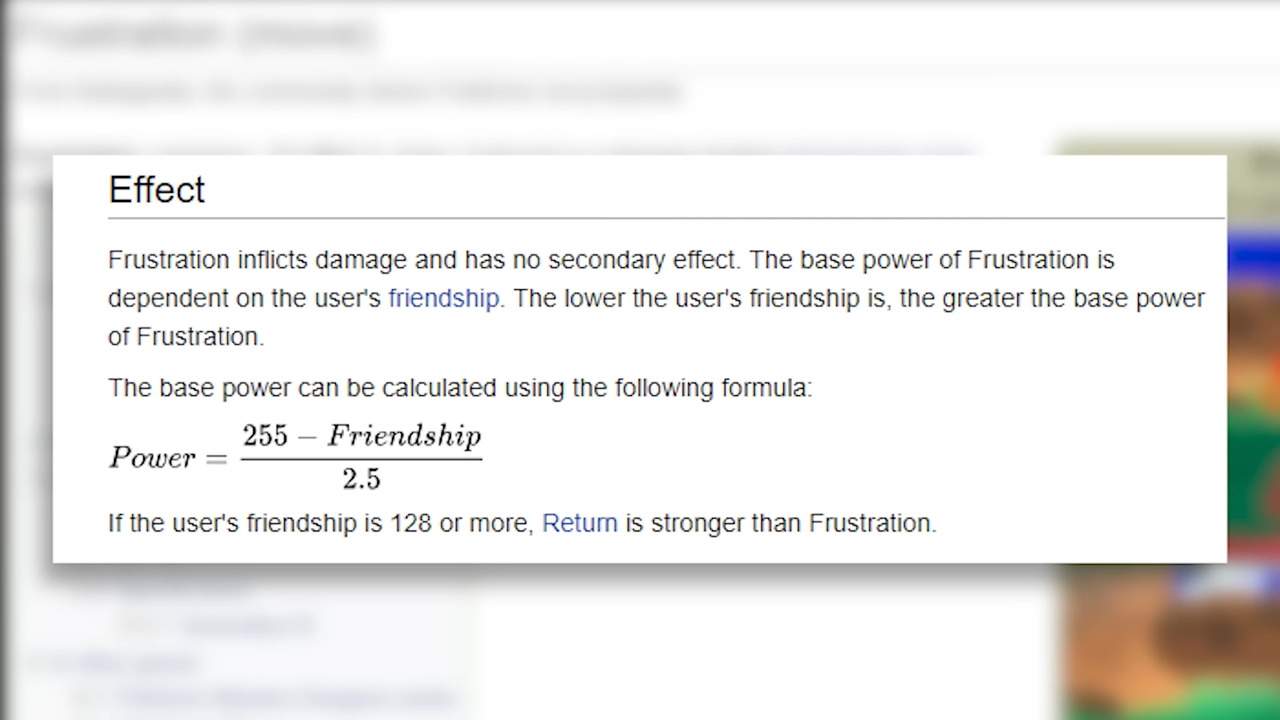 Frustration (move)
Effect
Frustration inflicts damage and has no secondary effect. The base power of Frustration is
dependent on the user's friendship. The lower the user's friendship is, the greater the base power
of Frustration.
The base power can be calculated using the following formula:
Power = (255 − Friendship) / 2.5
If the user's friendship is 128 or more, Return is stronger than Frustration.